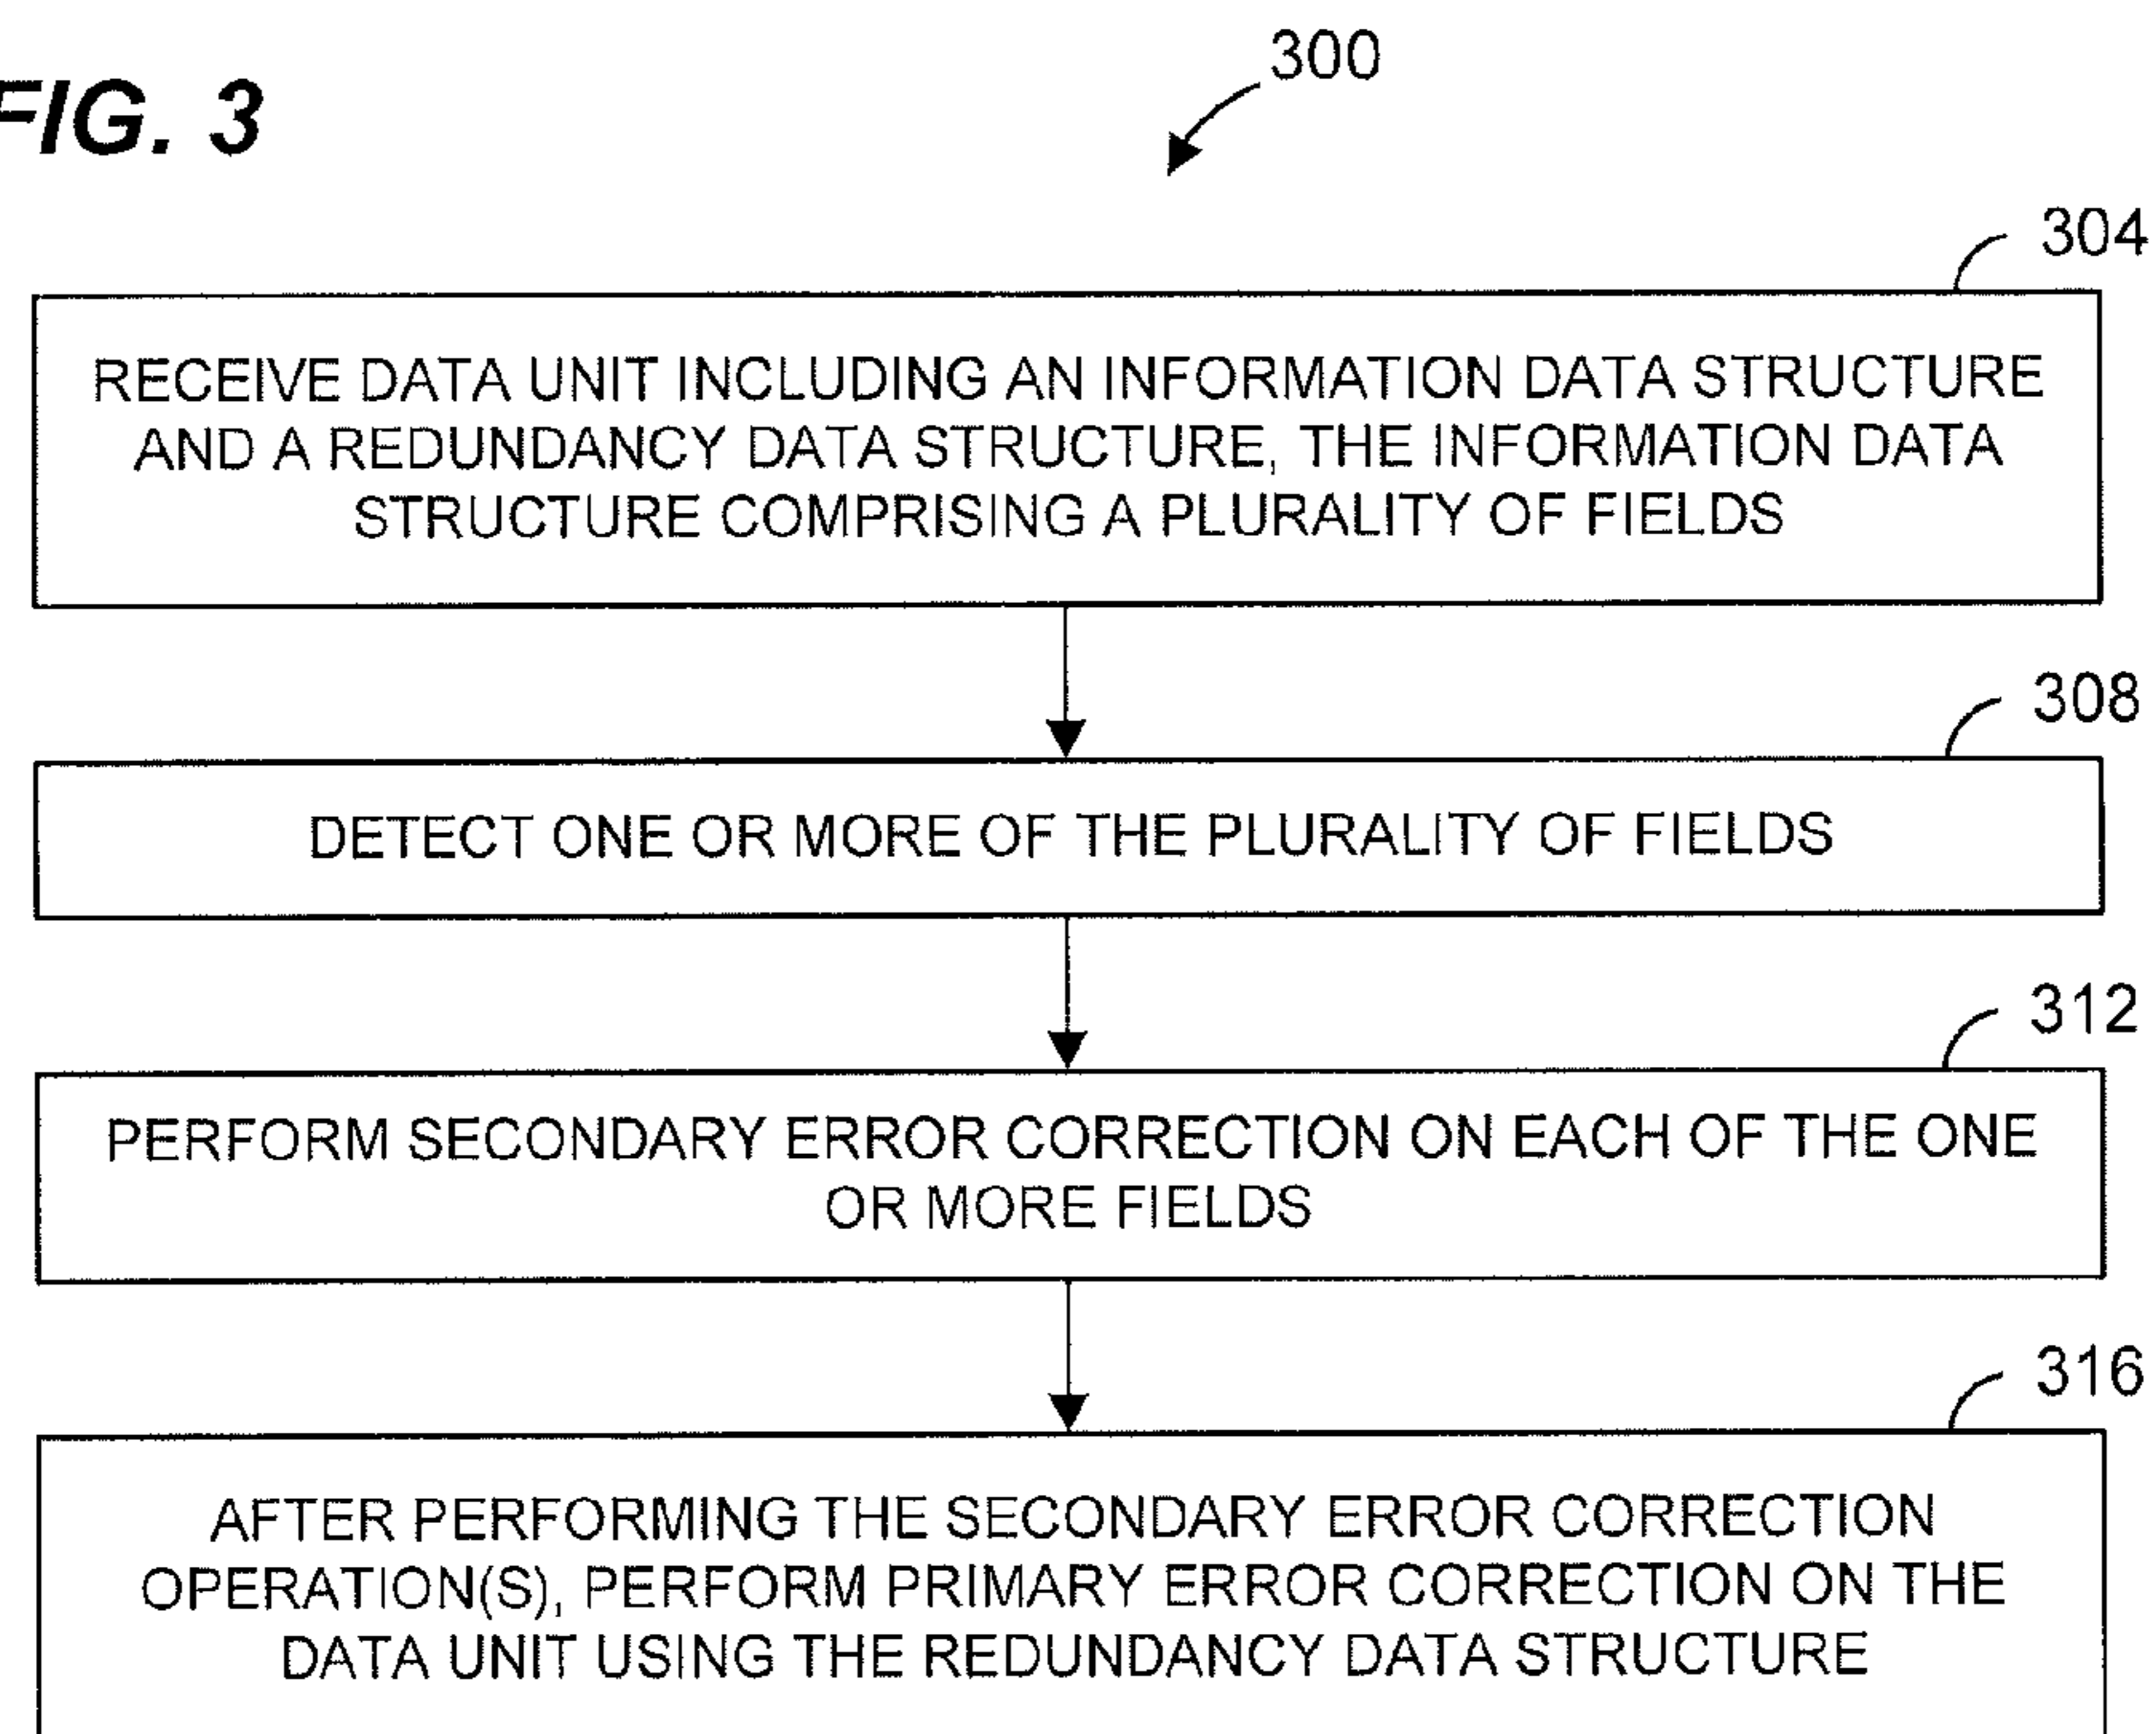 FIG. 3
300
304
RECEIVE DATA UNIT INCLUDING AN INFORMATION DATA STRUCTURE
AND A REDUNDANCY DATA STRUCTURE, THE INFORMATION DATA
STRUCTURE COMPRISING A PLURALITY OF FIELDS
308
DETECT ONE OR MORE OF THE PLURALITY OF FIELDS
312
PERFORM SECONDARY ERROR CORRECTION ON EACH OF THE ONE
OR MORE FIELDS
316
AFTER PERFORMING THE SECONDARY ERROR CORRECTION
OPERATION(S), PERFORM PRIMARY ERROR CORRECTION ON THE
DATA UNIT USING THE REDUNDANCY DATA STRUCTURE